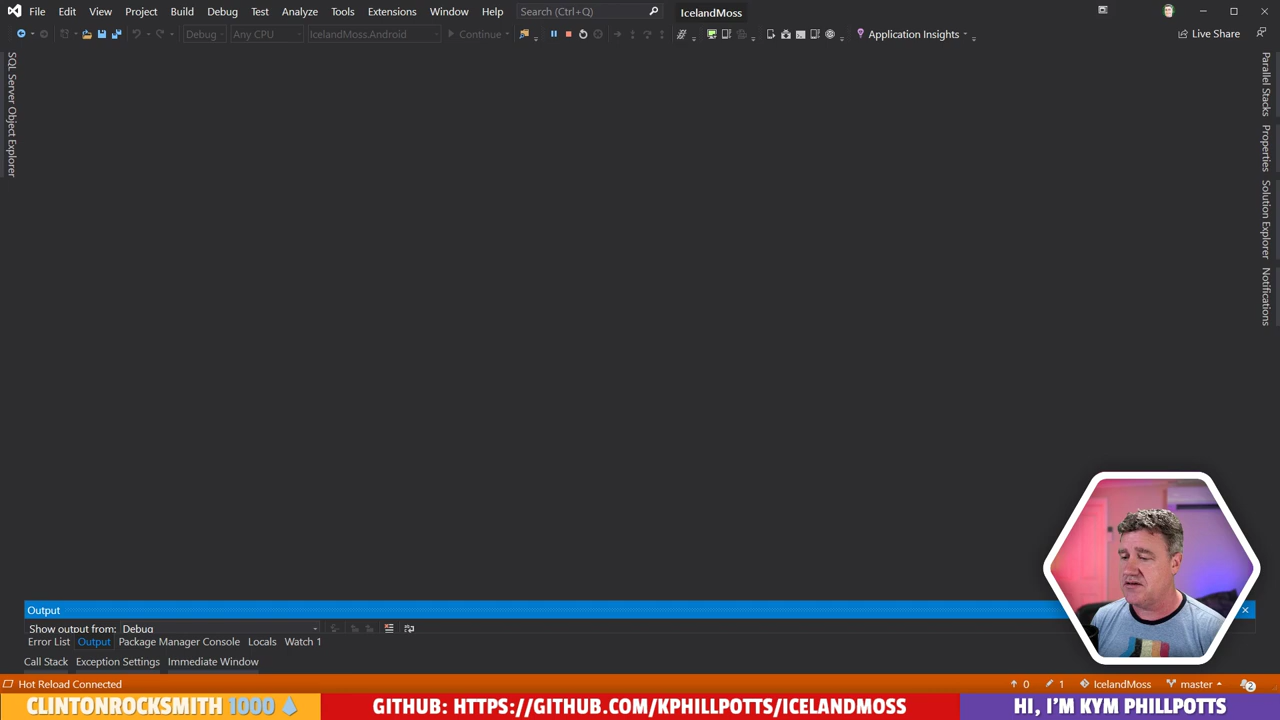 File Edit View Project Build Debug Test Analyze Tools Extensions Window Help Search (Ctrl+Q) IcelandMoss
Debug Any CPU IcelandMoss.Android Continue Application Insights Live Share
SQL Server Object Explorer
Parallel Stacks
Properties
Solution Explorer
Notifications
Output
Show output from: Debug
Error List Output Package Manager Console Locals Watch 1
Call Stack Exception Settings Immediate Window
Hot Reload Connected 0 1 IcelandMoss master 2
CLINTONROCKSMITH 1000 GITHUB: HTTPS://GITHUB.COM/KPHILLPOTTS/ICELANDMOSS HI, I'M KYM PHILLPOTTS